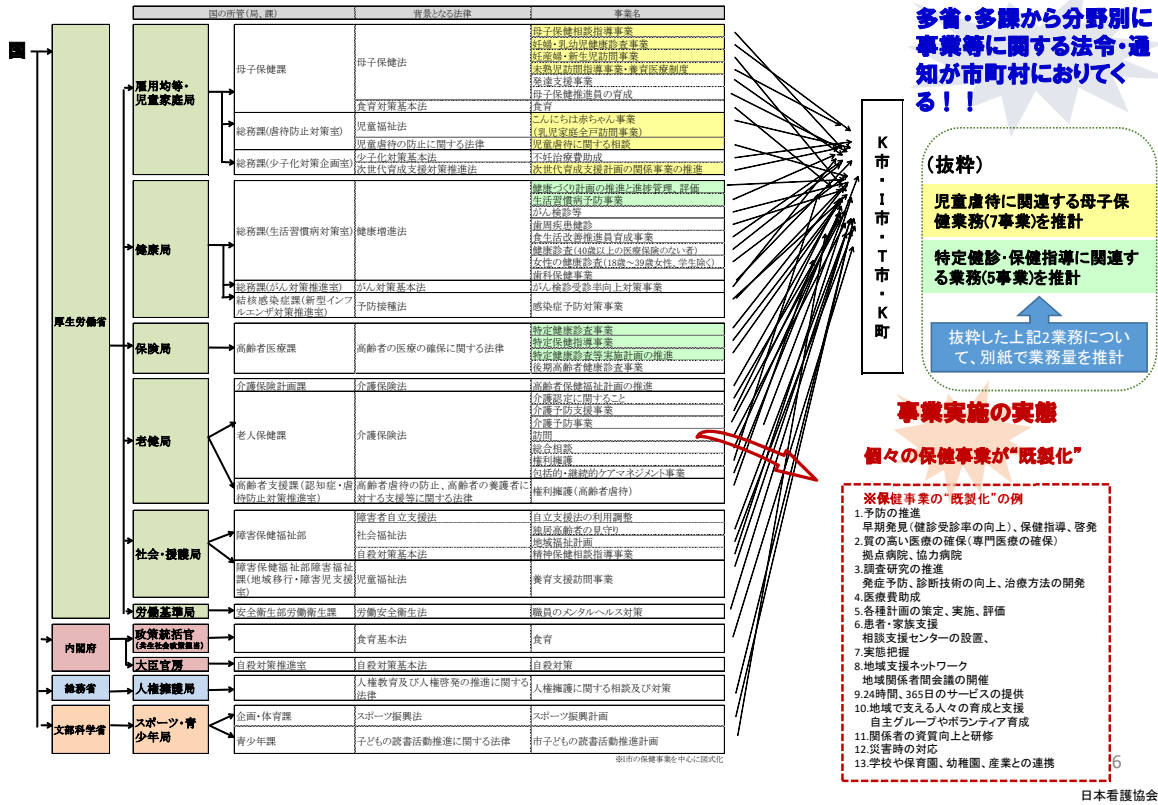 国の所管(局、課)
背景となる法律
事業名
国
厚生労働省
雇用均等・
児童家庭局
母子保健課
母子保健法
母子保健相談指導事業
妊婦・乳幼児健康診査事業
妊産婦・新生児訪問事業
未熟児訪問指導事業・養育医療制度
発達支援事業
母子保健推進員の育成
食育対策基本法
食育
総務課(虐待防止対策室)
児童福祉法
こんにちは赤ちゃん事業
(乳児家庭全戸訪問事業)
児童虐待の防止に関する法律
児童虐待に関する相談
総務課(少子化対策企画室)
少子化対策基本法
不妊治療費助成
次世代育成支援対策推進法
次世代育成支援計画の関係事業の推進
健康局
総務課(生活習慣病対策室)
健康増進法
健康づくり計画の推進と進捗管理、評価
生活習慣病予防事業
がん検診等
歯周疾患健診
食生活改善推進員育成事業
健康診査(40歳以上の医療保険のない者)
女性の健康診査(18歳～39歳女性、学生除く)
歯科保健事業
総務課(がん対策推進室)
がん対策基本法
がん検診受診率向上対策事業
結核感染症課(新型インフ
ルエンザ対策推進室)
予防接種法
感染症予防対策事業
保険局
高齢者医療課
高齢者の医療の確保に関する法律
特定健康診査事業
特定保健指導事業
特定健康診査等実施計画の推進
後期高齢者健康診査事業
老健局
介護保険計画課
介護保険法
高齢者保健福祉計画の推進
老人保健課
介護保険法
介護認定に関すること
介護予防支援事業
介護予防事業
訪問
総合相談
権利擁護
包括的・継続的ケアマネジメント事業
高齢者支援課(認知症・虐
待防止対策推進室)
高齢者虐待の防止、高齢者の養護者に
対する支援等に関する法律
権利擁護(高齢者虐待)
社会・援護局
障害保健福祉部
障害者自立支援法
自立支援法の利用調整
社会福祉法
独居高齢者の見守り
地域福祉計画
自殺対策基本法
精神保健相談指導事業
障害保健福祉部障害福祉
課(地域移行・障害児支援
室)
児童福祉法
養育支援訪問事業
労働基準局
安全衛生部労働衛生課
労働安全衛生法
職員のメンタルヘルス対策
内閣府
政策統括官
(共生社会政策担当)
食育基本法
食育
大臣官房
自殺対策推進室
自殺対策基本法
自殺対策
総務省
人権擁護局
人権教育及び人権啓発の推進に関する
法律
人権擁護に関する相談及び対策
文部科学省
スポーツ・青
少年局
企画・体育課
スポーツ振興法
スポーツ振興計画
青少年課
子どもの読書活動推進に関する法律
市子どもの読書活動推進計画
※I市の保健事業を中心に図式化
K市・I市・T市・K町
多省・多課から分野別に
事業等に関する法令・通
知が市町村におりてく
る！！
(抜粋)
児童虐待に関連する母子保
健業務(7事業)を推計
特定健診・保健指導に関連す
る業務(5事業)を推計
抜粋した上記2業務につい
て、別紙で業務量を推計
事業実施の実態
個々の保健事業が“既製化”
※保健事業の“既製化”の例
1.予防の推進
早期発見(健診受診率の向上)、保健指導、啓発
2.質の高い医療の確保(専門医療の確保)
拠点病院、協力病院
3.調査研究の推進
発症予防、診断技術の向上、治療方法の開発
4.医療費助成
5.各種計画の策定、実施、評価
6.患者・家族支援
相談支援センターの設置、
7.実態把握
8.地域支援ネットワーク
地域関係者間会議の開催
9.24時間、365日のサービスの提供
10.地域で支える人々の育成と支援
自主グループやボランティア育成
11.関係者の資質向上と研修
12.災害時の対応
13.学校や保育園、幼稚園、産業との連携
6
日本看護協会